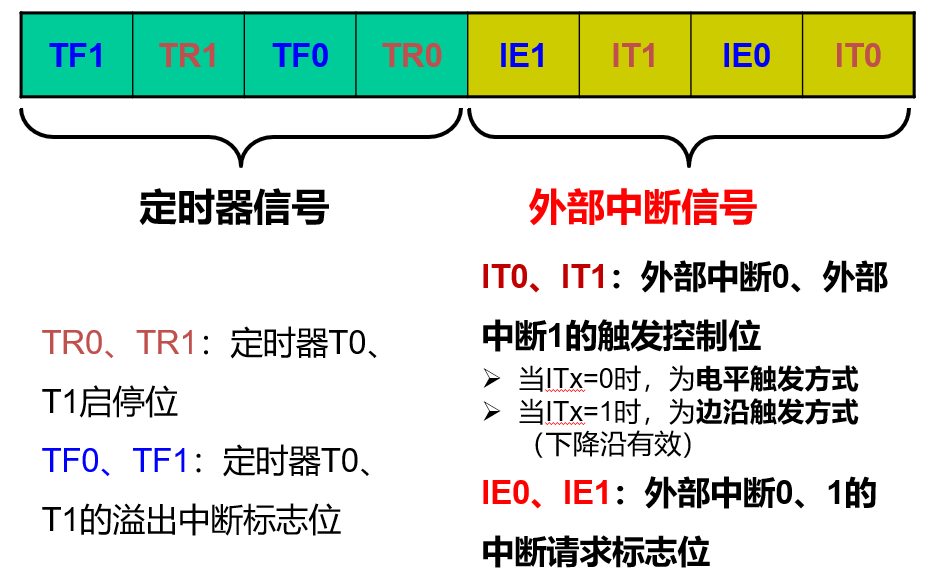 TF1 TR1 TF0 TR0 IE1 IT1 IE0 IT0
定时器信号
外部中断信号
TR0、TR1：定时器T0、
T1启停位
TF0、TF1：定时器T0、
T1的溢出中断标志位
IT0、IT1：外部中断0、外部
中断1的触发控制位
➢ 当ITx=0时，为电平触发方式
➢ 当ITx=1时，为边沿触发方式
（下降沿有效）
IE0、IE1：外部中断0、1的
中断请求标志位